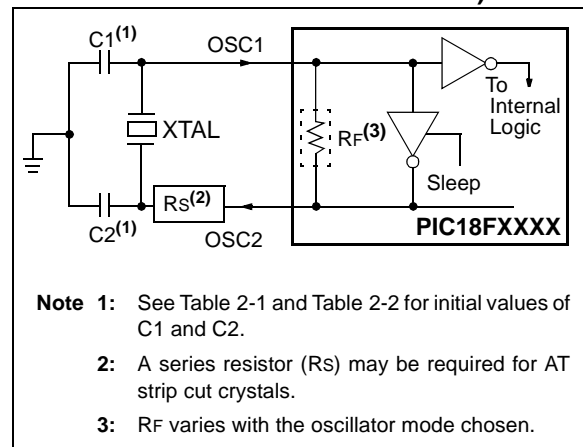 C1(1)
OSC1
To
Internal
Logic
XTAL
RF(3)
Sleep
C2(1)
RS(2)
OSC2
PIC18FXXXX
Note 1: See Table 2-1 and Table 2-2 for initial values of
C1 and C2.
2: A series resistor (RS) may be required for AT
strip cut crystals.
3: RF varies with the oscillator mode chosen.